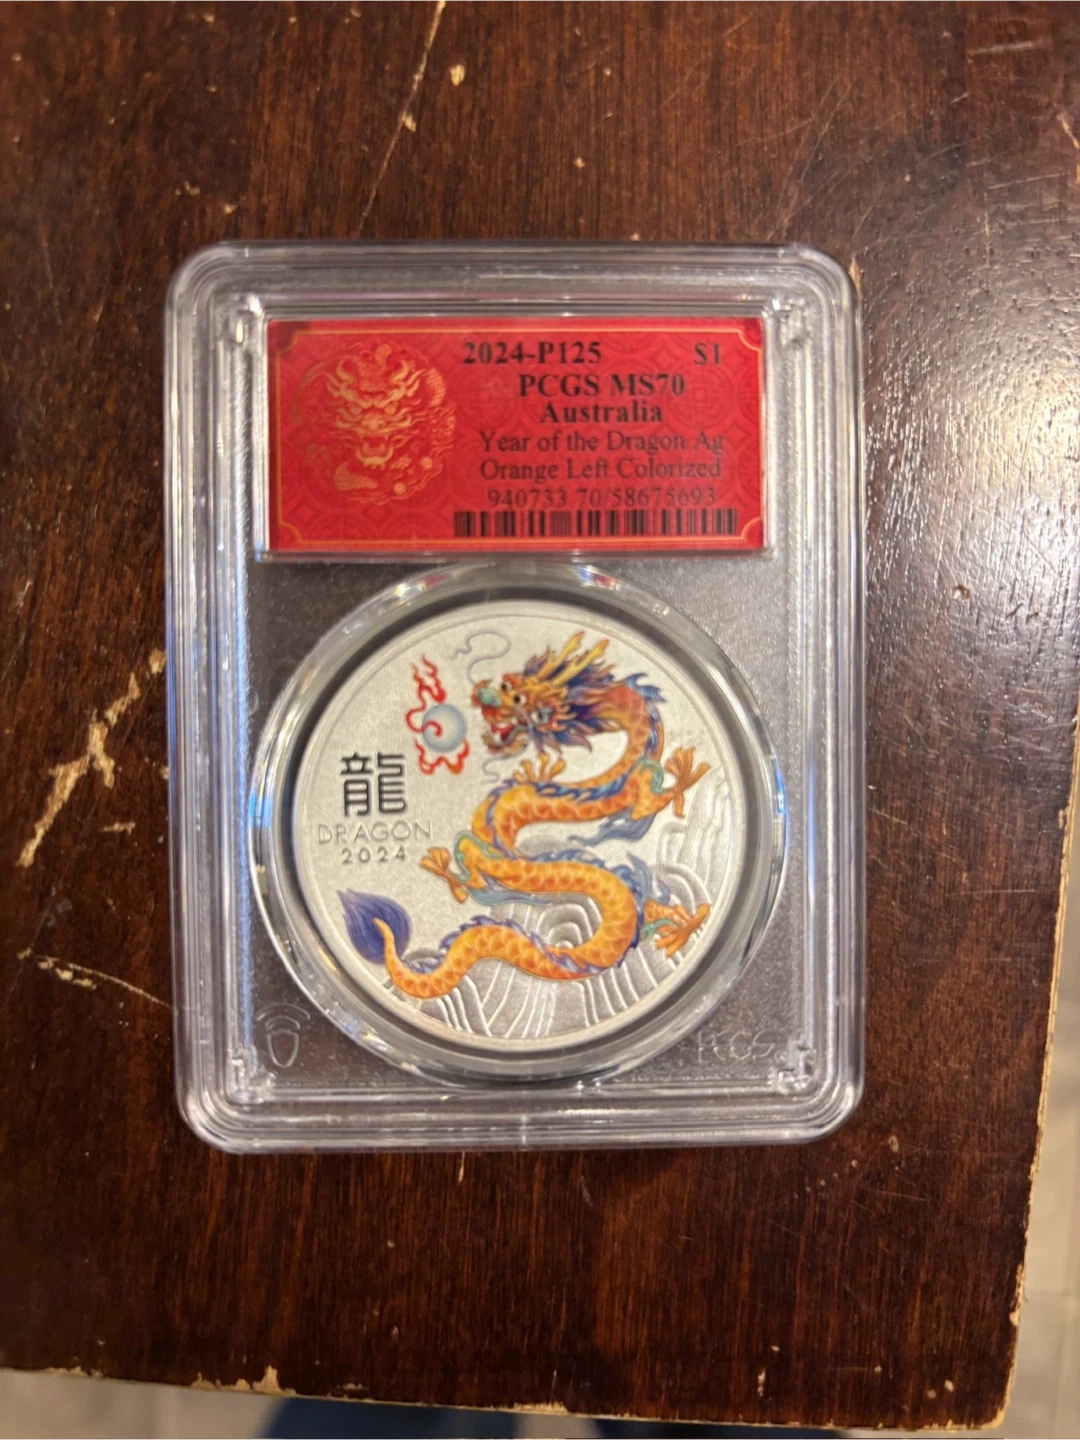 2024-P125 $1
PCGS MS70
Australia
Year of the Dragon Ag
Orange Left Colorized
940733.70/58675693
龍
DRAGON
2024
PCGS